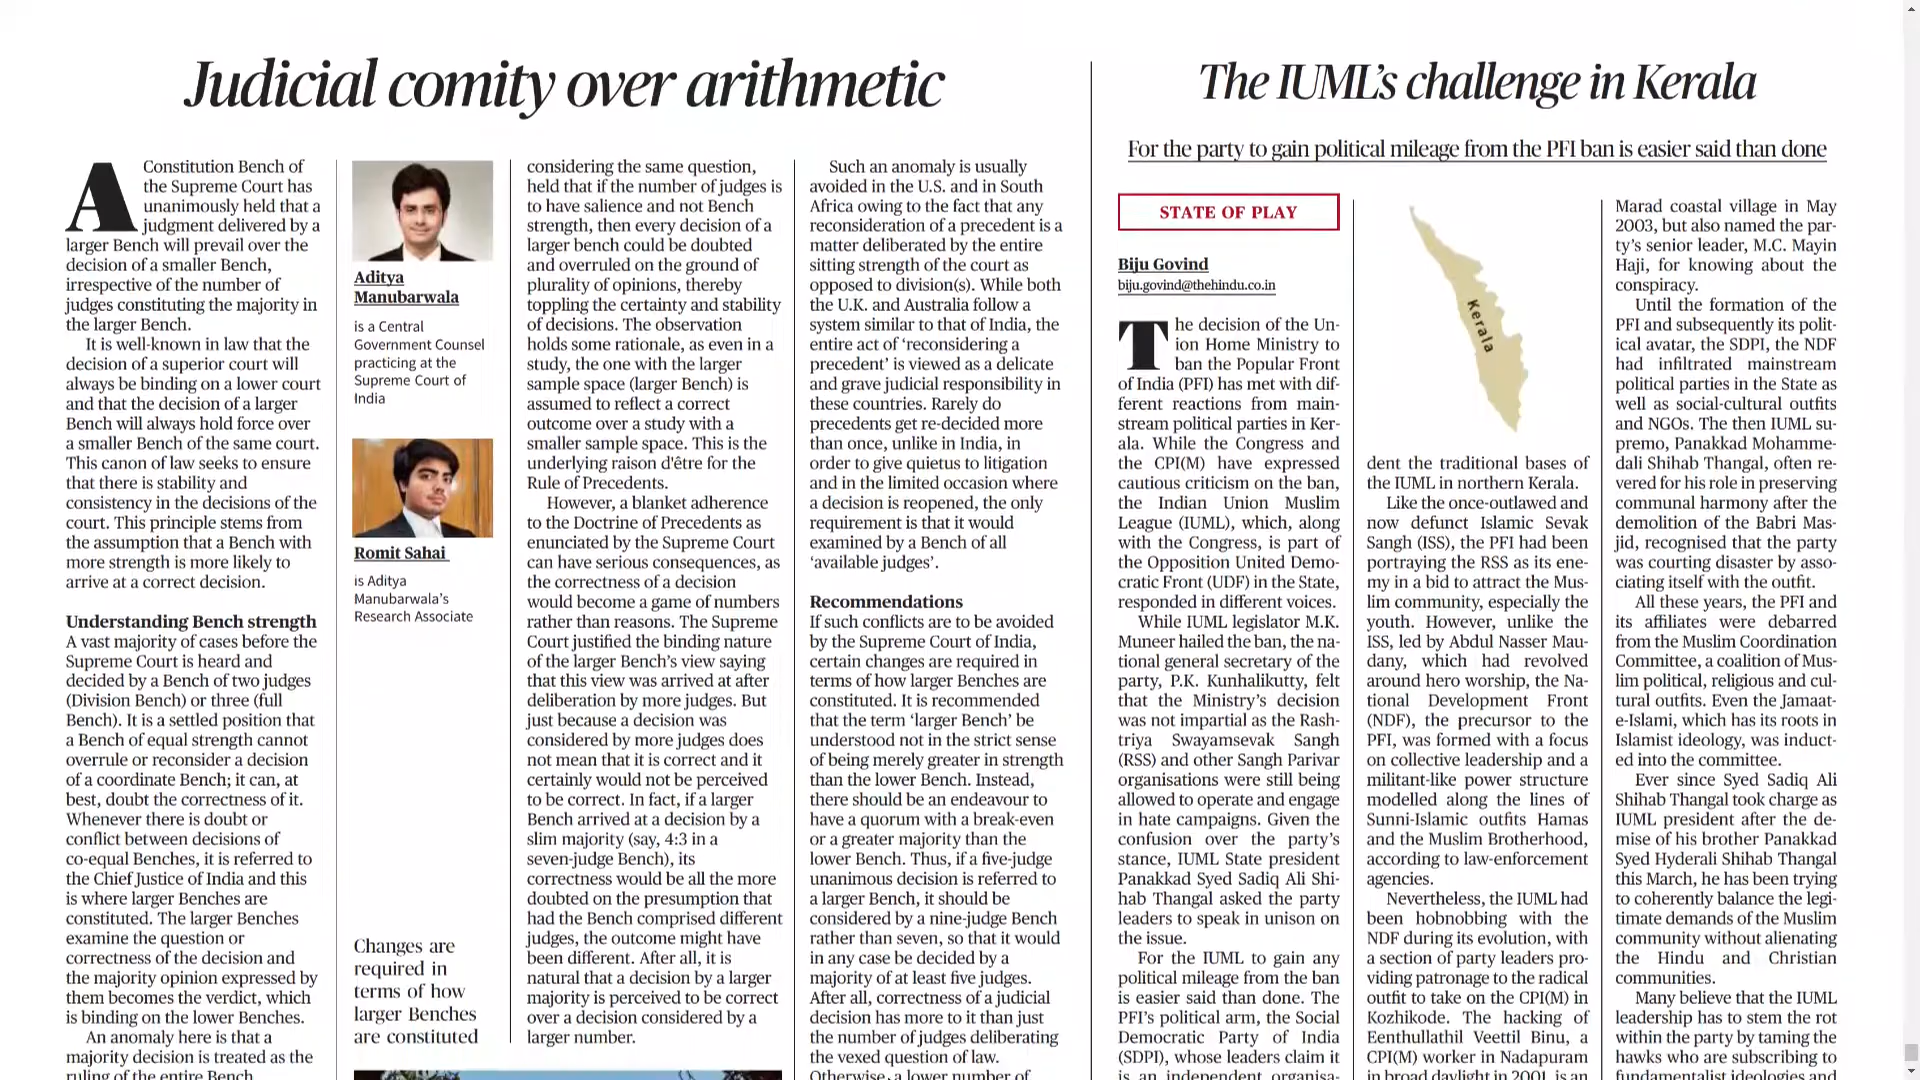 Judicial comity over arithmetic
A Constitution Bench of
the Supreme Court has
unanimously held that a
judgment delivered by a
larger Bench will prevail over the
decision of a smaller Bench,
irrespective of the number of
judges constituting the majority in
the larger Bench.
It is well-known in law that the
decision of a superior court will
always be binding on a lower court
and that the decision of a larger
Bench will always hold force over
a smaller Bench of the same court.
This canon of law seeks to ensure
that there is stability and
consistency in the decisions of the
court. This principle stems from
the assumption that a Bench with
more strength is more likely to
arrive at a correct decision.
Understanding Bench strength
A vast majority of cases before the
Supreme Court is heard and
decided by a Bench of two judges
(Division Bench) or three (full
Bench). It is a settled position that
a Bench of equal strength cannot
overrule or reconsider a decision
of a coordinate Bench; it can, at
best, doubt the correctness of it.
Whenever there is doubt or
conflict between decisions of
co-equal Benches, it is referred to
the Chief Justice of India and this
is where larger Benches are
constituted. The larger Benches
examine the question or
correctness of the decision and
the majority opinion expressed by
them becomes the verdict, which
is binding on the lower Benches.
An anomaly here is that a
majority decision is treated as the
ruling of the entire Bench
Aditya
Manubarwala
is a Central
Government Counsel
practicing at the
Supreme Court of
India
Romit Sahai
is Aditya
Manubarwala's
Research Associate
Changes are
required in
terms of how
larger Benches
are constituted
considering the same question,
held that if the number of judges is
to have salience and not Bench
strength, then every decision of a
larger bench could be doubted
and overruled on the ground of
plurality of opinions, thereby
toppling the certainty and stability
of decisions. The observation
holds some rationale, as even in a
study, the one with the larger
sample space (larger Bench) is
assumed to reflect a correct
outcome over a study with a
smaller sample space. This is the
underlying raison d'être for the
Rule of Precedents.
However, a blanket adherence
to the Doctrine of Precedents as
enunciated by the Supreme Court
can have serious consequences, as
the correctness of a decision
would become a game of numbers
rather than reasons. The Supreme
Court justified the binding nature
of the larger Bench's view saying
that this view was arrived at after
deliberation by more judges. But
just because a decision was
considered by more judges does
not mean that it is correct and it
certainly would not be perceived
to be correct. In fact, if a larger
Bench arrived at a decision by a
slim majority (say, 4:3 in a
seven-judge Bench), its
correctness would be all the more
doubted on the presumption that
had the Bench comprised different
judges, the outcome might have
been different. After all, it is
natural that a decision by a larger
majority is perceived to be correct
over a decision considered by a
larger number.
Such an anomaly is usually
avoided in the U.S. and in South
Africa owing to the fact that any
reconsideration of a precedent is a
matter deliberated by the entire
sitting strength of the court as
opposed to division(s). While both
the U.K. and Australia follow a
system similar to that of India, the
entire act of 'reconsidering a
precedent' is viewed as a delicate
and grave judicial responsibility in
these countries. Rarely do
precedents get re-decided more
than once, unlike in India, in
order to give quietus to litigation
and in the limited occasion where
a decision is reopened, the only
requirement is that it would
examined by a Bench of all
'available judges'.
Recommendations
If such conflicts are to be avoided
by the Supreme Court of India,
certain changes are required in
terms of how larger Benches are
constituted. It is recommended
that the term 'larger Bench' be
understood not in the strict sense
of being merely greater in strength
than the lower Bench. Instead,
there should be an endeavour to
have a quorum with a break-even
or a greater majority than the
lower Bench. Thus, if a five-judge
unanimous decision is referred to
a larger Bench, it should be
considered by a nine-judge Bench
rather than seven, so that it would
in any case be decided by a
majority of at least five judges.
After all, correctness of a judicial
decision has more to it than just
the number of judges deliberating
the vexed question of law.
Otherwise, a lower number of
The IUML's challenge in Kerala
For the party to gain political mileage from the PFI ban is easier said than done
STATE OF PLAY
Biju Govind
biju.govind@thehindu.co.in
The decision of the Un-
ion Home Ministry to
ban the Popular Front
of India (PFI) has met with dif-
ferent reactions from main-
stream political parties in Ker-
ala. While the Congress and
the CPI(M) have expressed
cautious criticism on the ban,
the Indian Union Muslim
League (IUML), which, along
with the Congress, is part of
the Opposition United Demo-
cratic Front (UDF) in the State,
responded in different voices.
While IUML legislator M.K.
Muneer hailed the ban, the na-
tional general secretary of the
party, P.K. Kunhalikutty, felt
that the Ministry's decision
was not impartial as the Rash-
triya Swayamsevak Sangh
(RSS) and other Sangh Parivar
organisations were still being
allowed to operate and engage
in hate campaigns. Given the
confusion over the party's
stance, IUML State president
Panakkad Syed Sadiq Ali Shi-
hab Thangal asked the party
leaders to speak in unison on
the issue.
For the IUML to gain any
political mileage from the ban
is easier said than done. The
PFI's political arm, the Social
Democratic Party of India
(SDPI), whose leaders claim it
is an independent organisa-
Kerala
dent the traditional bases of
the IUML in northern Kerala.
Like the once-outlawed and
now defunct Islamic Sevak
Sangh (ISS), the PFI had been
portraying the RSS as its ene-
my in a bid to attract the Mus-
lim community, especially the
youth. However, unlike the
ISS, led by Abdul Nasser Mau-
dany, which had revolved
around hero worship, the Na-
tional Development Front
(NDF), the precursor to the
PFI, was formed with a focus
on collective leadership and a
militant-like power structure
modelled along the lines of
Sunni-Islamic outfits Hamas
and the Muslim Brotherhood,
according to law-enforcement
agencies.
Nevertheless, the IUML had
been hobnobbing with the
NDF during its evolution, with
a section of party leaders pro-
viding patronage to the radical
outfit to take on the CPI(M) in
Kozhikode. The hacking of
Eenthullathil Veettil Binu, a
CPI(M) worker in Nadapuram
in broad daylight in 2001, is an
Marad coastal village in May
2003, but also named the par-
ty's senior leader, M.C. Mayin
Haji, for knowing about the
conspiracy.
Until the formation of the
PFI and subsequently its polit-
ical avatar, the SDPI, the NDF
had infiltrated mainstream
political parties in the State as
well as social-cultural outfits
and NGOs. The then IUML su-
premo, Panakkad Mohamme-
dali Shihab Thangal, often re-
vered for his role in preserving
communal harmony after the
demolition of the Babri Mas-
jid, recognised that the party
was courting disaster by asso-
ciating itself with the outfit.
All these years, the PFI and
its affiliates were debarred
from the Muslim Coordination
Committee, a coalition of Mus-
lim political, religious and cul-
tural outfits. Even the Jamaat-
e-Islami, which has its roots in
Islamist ideology, was induct-
ed into the committee.
Ever since Syed Sadiq Ali
Shihab Thangal took charge as
IUML president after the de-
mise of his brother Panakkad
Syed Hyderali Shihab Thangal
this March, he has been trying
to coherently balance the legi-
timate demands of the Muslim
community without alienating
the Hindu and Christian
communities.
Many believe that the IUML
leadership has to stem the rot
within the party by taming the
hawks who are subscribing to
fundamentalist ideologies and